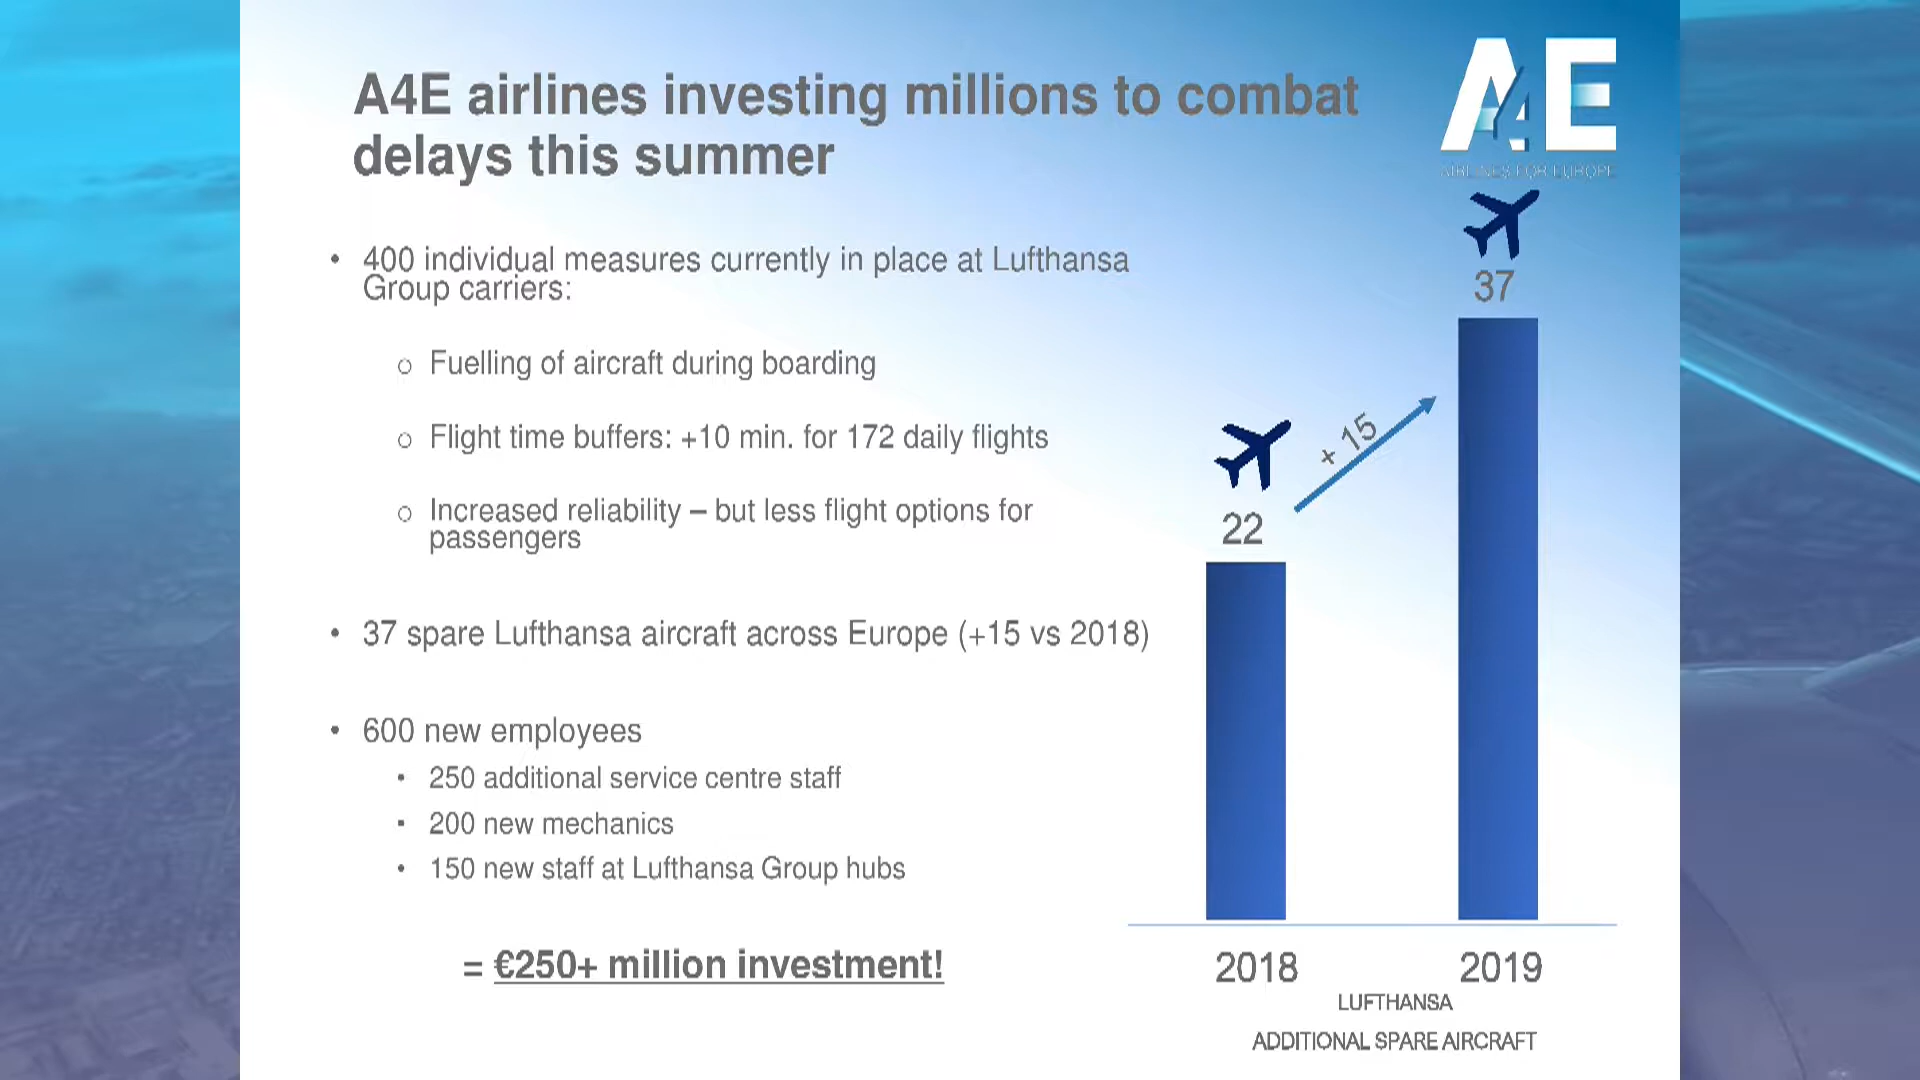 A4E airlines investing millions to combat
delays this summer
A4E
AIRLINES FOR EUROPE
• 400 individual measures currently in place at Lufthansa
Group carriers:
o Fuelling of aircraft during boarding
o Flight time buffers: +10 min. for 172 daily flights
o Increased reliability – but less flight options for
passengers
• 37 spare Lufthansa aircraft across Europe (+15 vs 2018)
• 600 new employees
• 250 additional service centre staff
• 200 new mechanics
• 150 new staff at Lufthansa Group hubs
= €250+ million investment!
37
+ 15
22
2018 2019
LUFTHANSA
ADDITIONAL SPARE AIRCRAFT